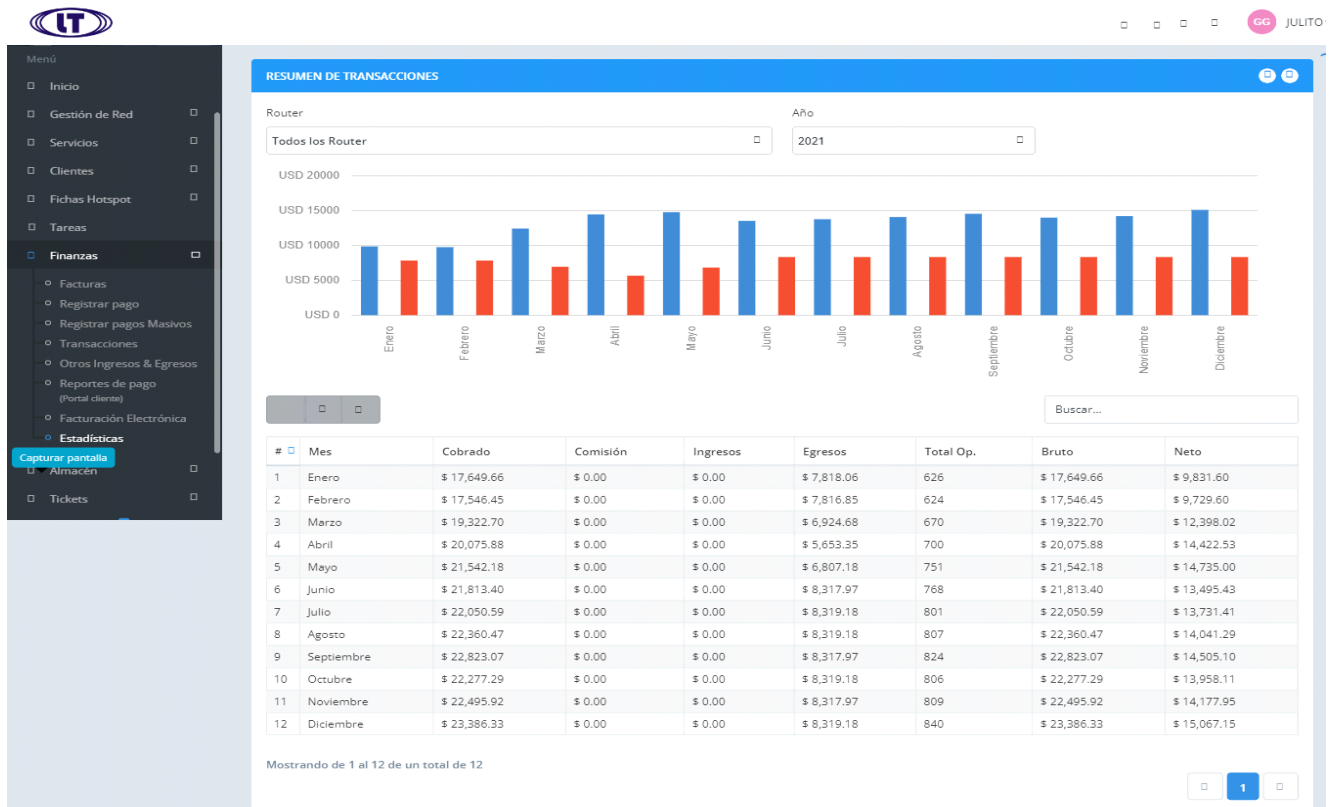 LT
GG JULITO
Menú
Inicio
Gestión de Red
Servicios
Clientes
Fichas Hotspot
Tareas
Finanzas
Facturas
Registrar pago
Registrar pagos Masivos
Transacciones
Otros Ingresos & Egresos
Reportes de pago
(Portal cliente)
Facturación Electrónica
Estadísticas
Capturar pantalla
Almacén
Tickets
RESUMEN DE TRANSACCIONES
Router Año
Todos los Router 2021
USD 20000
USD 15000
USD 10000
USD 5000
USD 0
Enero Febrero Marzo Abril Mayo Junio Julio Agosto Septiembre Octubre Noviembre Diciembre
Buscar...
# Mes Cobrado Comisión Ingresos Egresos Total Op. Bruto Neto
1 Enero $ 17,649.66 $ 0.00 $ 0.00 $ 7,818.06 626 $ 17,649.66 $ 9,831.60
2 Febrero $ 17,546.45 $ 0.00 $ 0.00 $ 7,816.85 624 $ 17,546.45 $ 9,729.60
3 Marzo $ 19,322.70 $ 0.00 $ 0.00 $ 6,924.68 670 $ 19,322.70 $ 12,398.02
4 Abril $ 20,075.88 $ 0.00 $ 0.00 $ 5,653.35 700 $ 20,075.88 $ 14,422.53
5 Mayo $ 21,542.18 $ 0.00 $ 0.00 $ 6,807.18 751 $ 21,542.18 $ 14,735.00
6 Junio $ 21,813.40 $ 0.00 $ 0.00 $ 8,317.97 768 $ 21,813.40 $ 13,495.43
7 Julio $ 22,050.59 $ 0.00 $ 0.00 $ 8,319.18 801 $ 22,050.59 $ 13,731.41
8 Agosto $ 22,360.47 $ 0.00 $ 0.00 $ 8,319.18 807 $ 22,360.47 $ 14,041.29
9 Septiembre $ 22,823.07 $ 0.00 $ 0.00 $ 8,317.97 824 $ 22,823.07 $ 14,505.10
10 Octubre $ 22,277.29 $ 0.00 $ 0.00 $ 8,319.18 806 $ 22,277.29 $ 13,958.11
11 Noviembre $ 22,495.92 $ 0.00 $ 0.00 $ 8,317.97 809 $ 22,495.92 $ 14,177.95
12 Diciembre $ 23,386.33 $ 0.00 $ 0.00 $ 8,319.18 840 $ 23,386.33 $ 15,067.15
Mostrando de 1 al 12 de un total de 12
1